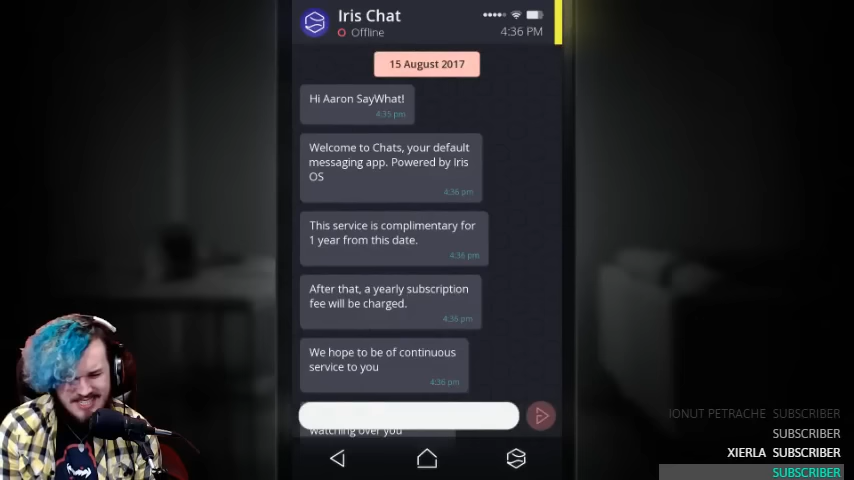 Iris Chat
Offline
4:36 PM
15 August 2017
Hi Aaron SayWhat!
4:35 pm
Welcome to Chats, your default
messaging app. Powered by Iris
OS
4:36 pm
This service is complimentary for
1 year from this date.
4:36 pm
After that, a yearly subscription
fee will be charged.
4:36 pm
We hope to be of continuous
service to you
4:36 pm
watching over you
IONUT PETRACHE SUBSCRIBER
SUBSCRIBER
XIERLA SUBSCRIBER
SUBSCRIBER